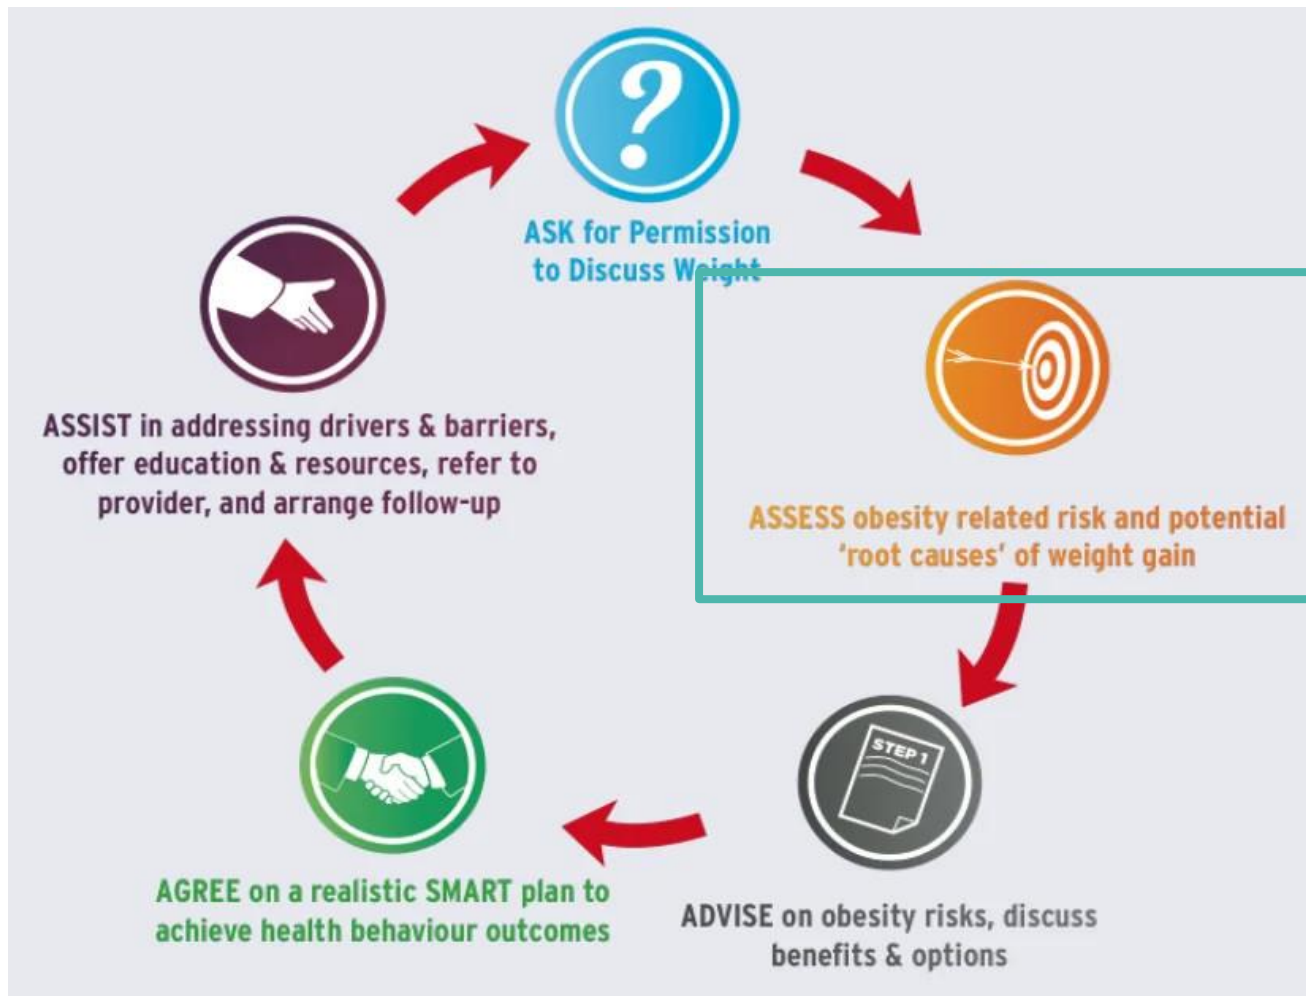 ?
ASK for Permission
to Discuss Weight
ASSESS obesity related risk and potential
'root causes' of weight gain
STEP 1
ADVISE on obesity risks, discuss
benefits & options
AGREE on a realistic SMART plan to
achieve health behaviour outcomes
ASSIST in addressing drivers & barriers,
offer education & resources, refer to
provider, and arrange follow-up